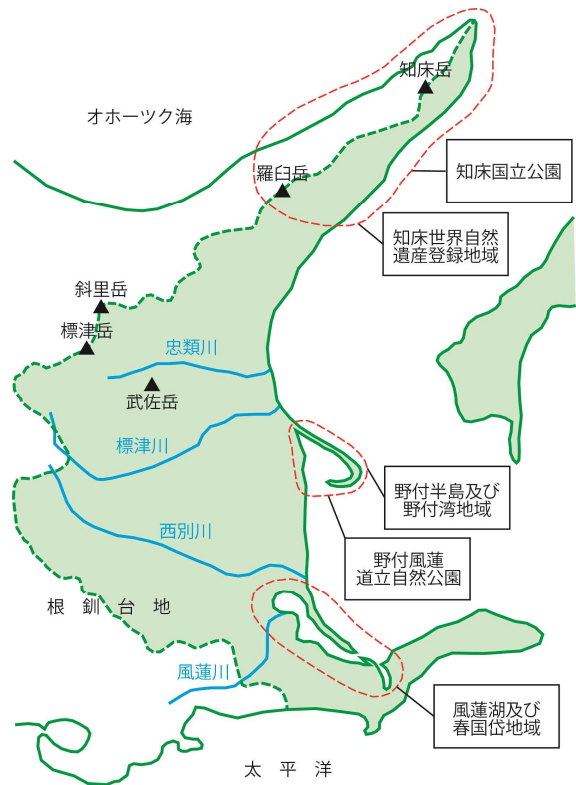 知床岳
オホーツク海
羅臼岳
知床国立公園
知床世界自然
遺産登録地域
斜里岳
標津岳
忠類川
武佐岳
標津川
野付半島及び
野付湾地域
西別川
野付風蓮
道立自然公園
根釧台地
風蓮川
風蓮湖及び
春国岱地域
太平洋